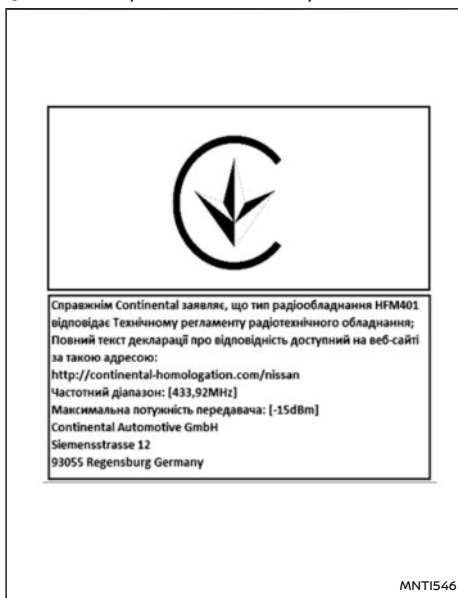 Справжнім Continental заявляє, що тип радіообладнання HFM401
відповідає Технічному регламенту радіотехнічного обладнання;
Повний текст декларації про відповідність доступний на веб-сайті
за такою адресою:
http://continental-homologation.com/nissan
Частотний діапазон: [433,92MHz]
Максимальна потужність передавача: [-15dBm]
Continental Automotive GmbH
Siemensstrasse 12
93055 Regensburg Germany
MNTI546